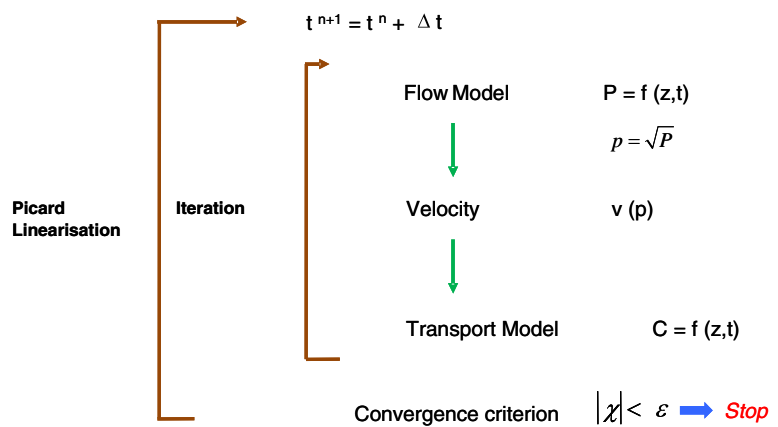 t n+1 = t n + Δ t
Flow Model P = f (z,t)
p = √P
Picard
Linearisation
Iteration
Velocity v (p)
Transport Model C = f (z,t)
Convergence criterion |χ| < ε Stop